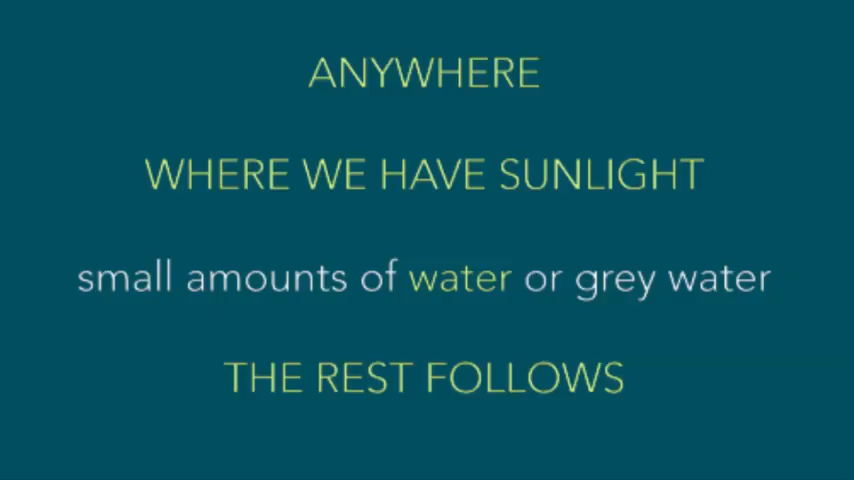 ANYWHERE
WHERE WE HAVE SUNLIGHT
small amounts of water or grey water
THE REST FOLLOWS